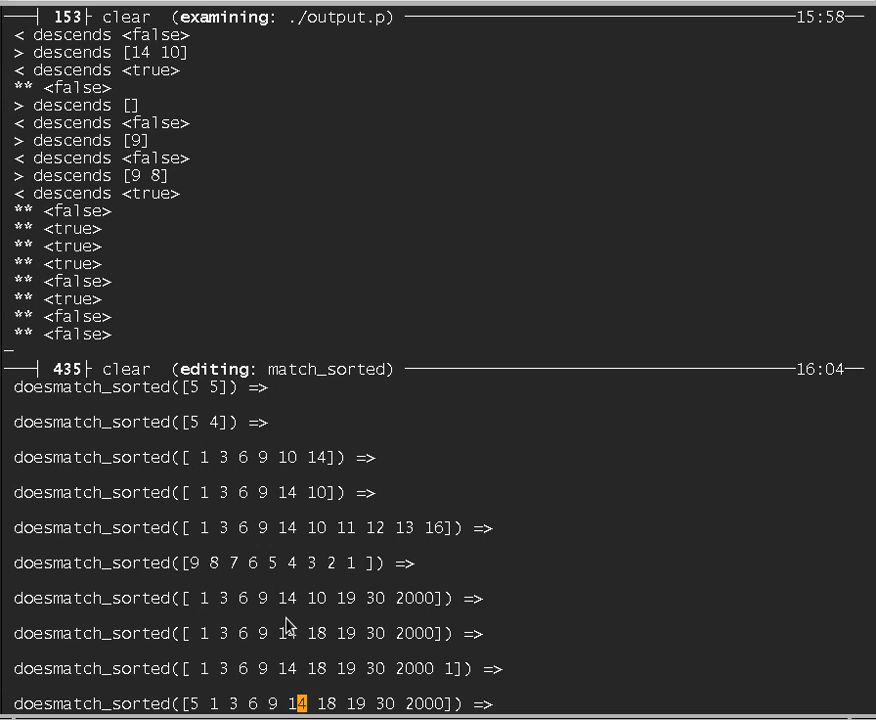 153 clear (examining: ./output.p) 15:58
< descends <false>
> descends [14 10]
< descends <true>
** <false>
> descends []
< descends <false>
> descends [9]
< descends <false>
> descends [9 8]
< descends <true>
** <false>
** <true>
** <true>
** <true>
** <false>
** <true>
** <false>
** <false>
435 clear (editing: match_sorted) 16:04
doesmatch_sorted([5 5]) =>
doesmatch_sorted([5 4]) =>
doesmatch_sorted([ 1 3 6 9 10 14]) =>
doesmatch_sorted([ 1 3 6 9 14 10]) =>
doesmatch_sorted([ 1 3 6 9 14 10 11 12 13 16]) =>
doesmatch_sorted([9 8 7 6 5 4 3 2 1 ]) =>
doesmatch_sorted([ 1 3 6 9 14 10 19 30 2000]) =>
doesmatch_sorted([ 1 3 6 9 14 18 19 30 2000]) =>
doesmatch_sorted([ 1 3 6 9 14 18 19 30 2000 1]) =>
doesmatch_sorted([5 1 3 6 9 14 18 19 30 2000]) =>